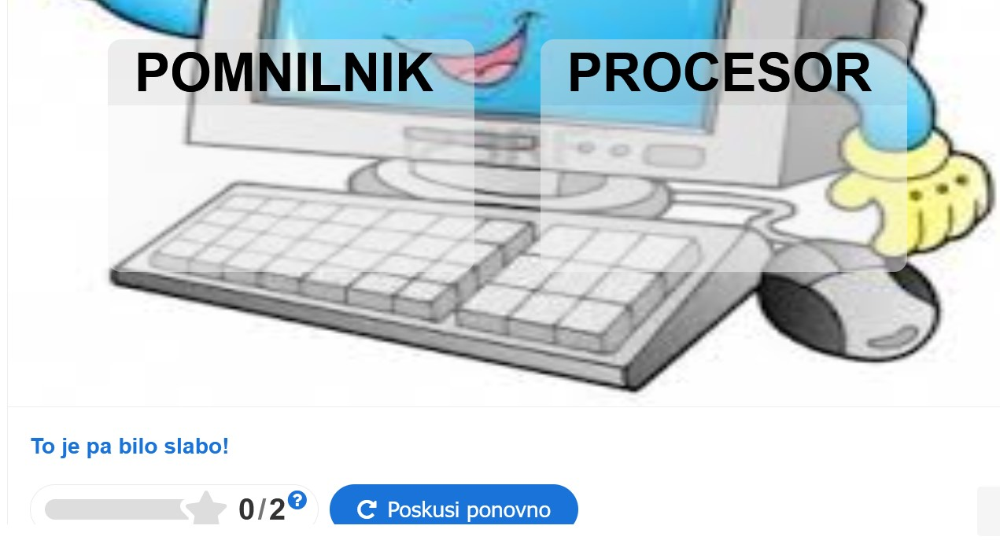 POMNILNIK PROCESOR
To je pa bilo slabo!
0/2 ? Poskusi ponovno